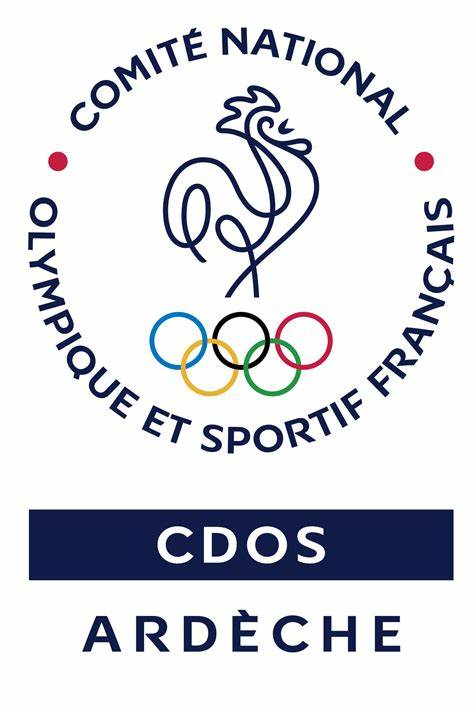 COMITÉ NATIONAL
OLYMPIQUE ET SPORTIF FRANÇAIS
CDOS
ARDÈCHE